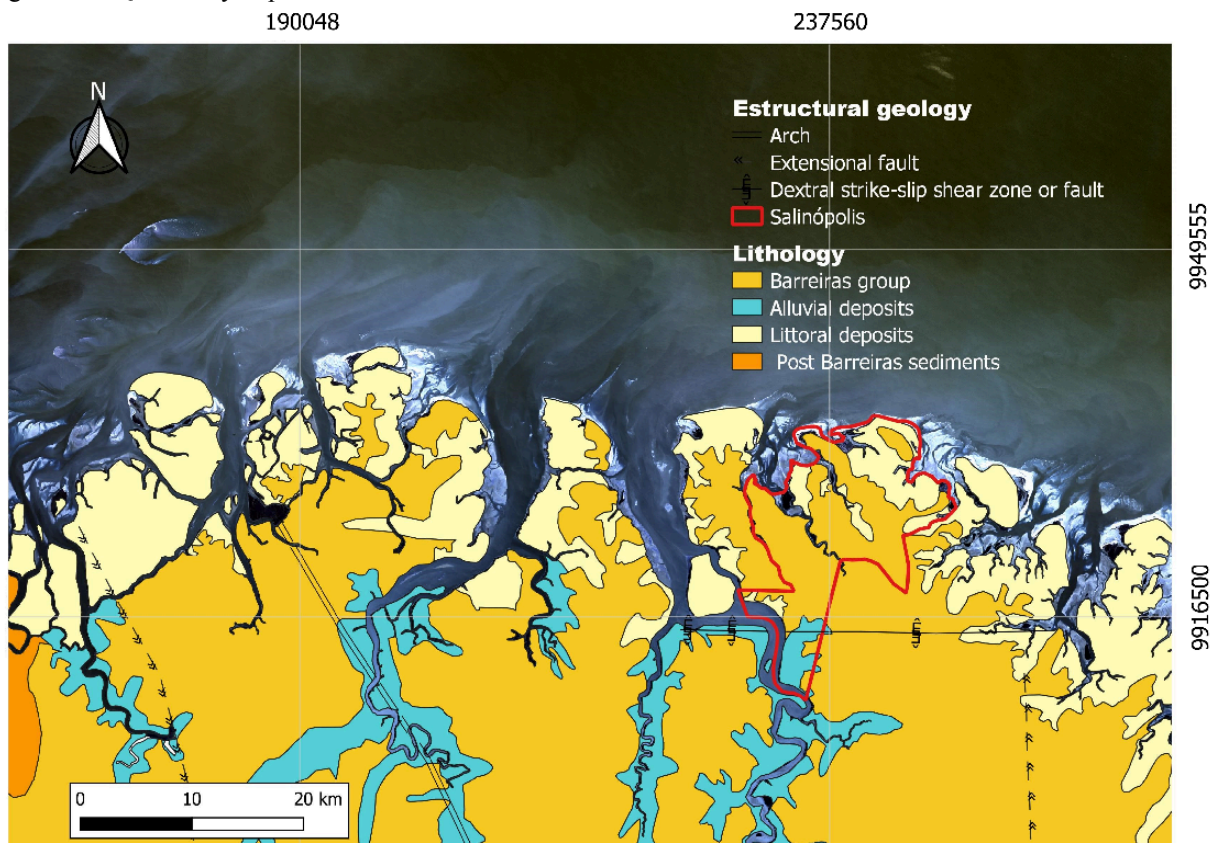 190048
237560
N
Estructural geology
Arch
Extensional fault
Dextral strike-slip shear zone or fault
Salinópolis
Lithology
Barreiras group
Alluvial deposits
Littoral deposits
Post Barreiras sediments
9949555
9916500
0 10 20 km